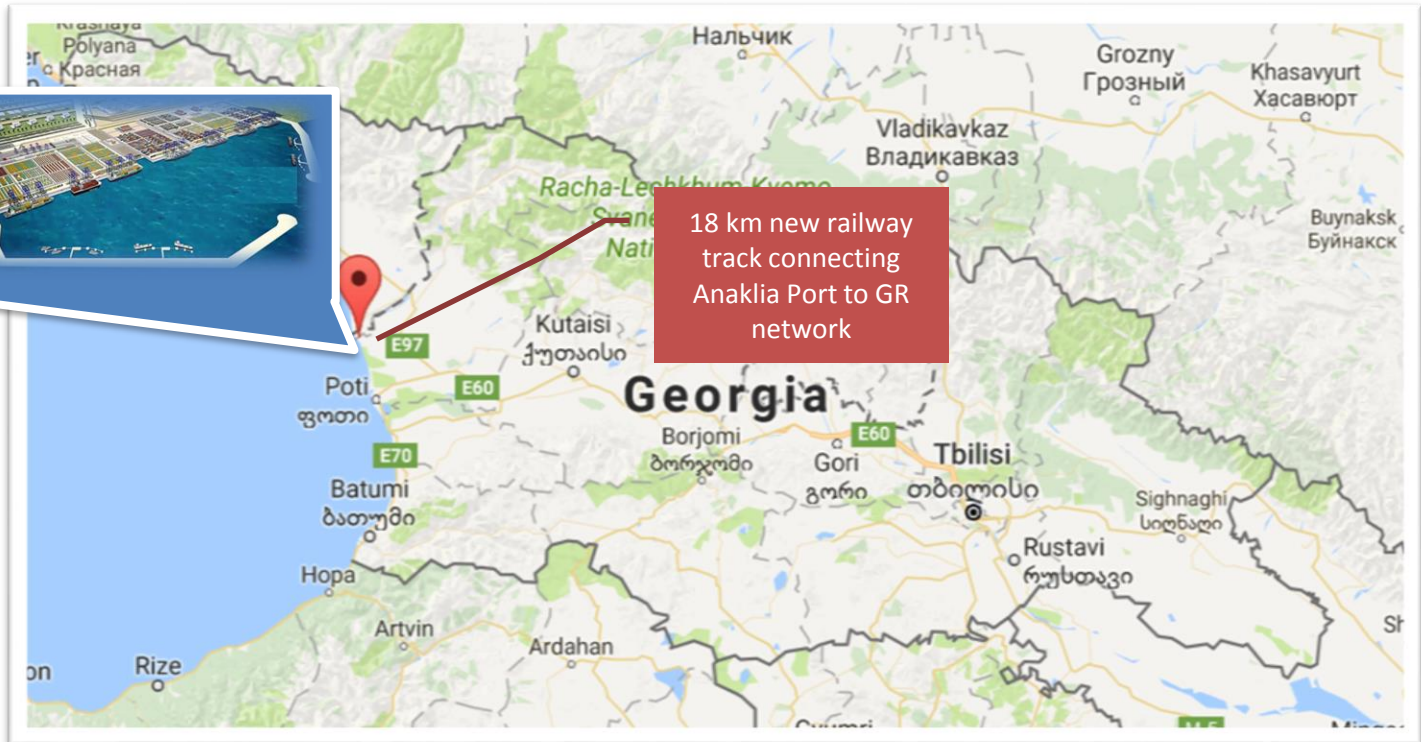 Polyana
Красная
Нальчик
Grozny
Грозный
Khasavyurt
Хасавюрт
Vladikavkaz
Владикавказ
Buynaksk
Буйнакск
18 km new railway
track connecting
Anaklia Port to GR
network
E97
Kutaisi
ქუთაისი
Poti
ფოთი
E60
Georgia
E70
Borjomi
ბორჯომი
E60
Gori
გორი
Tbilisi
თბილისი
Batumi
ბათუმი
Sighnaghi
სიღნაღი
Rustavi
რუსთავი
Hopa
Artvin
Ardahan
Rize